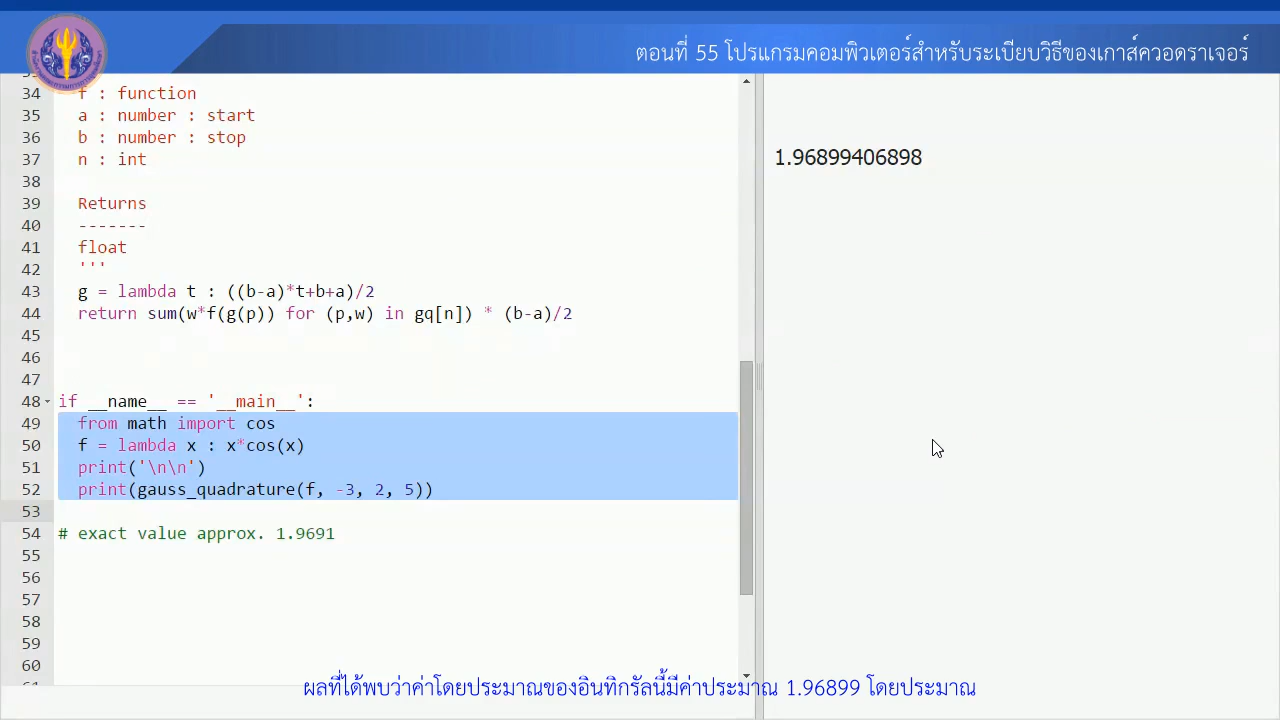 ตอนที่ 55 โปรแกรมคอมพิวเตอร์สำหรับระเบียบวิธีของเกาส์ควอดราเจอร์
34 f : function
35 a : number : start
36 b : number : stop
37 n : int
38
39 Returns
40 -------
41 float
42 '''
43 g = lambda t : ((b-a)*t+b+a)/2
44 return sum(w*f(g(p)) for (p,w) in gq[n]) * (b-a)/2
45
46
47
48 if __name__ == '__main__':
49 from math import cos
50 f = lambda x : x*cos(x)
51 print('\n\n')
52 print(gauss_quadrature(f, -3, 2, 5))
53
54 # exact value approx. 1.9691
55
56
57
58
59
60
1.96899406898
ผลที่ได้พบว่าค่าโดยประมาณของอินทิกรัลนี้มีค่าประมาณ 1.96899 โดยประมาณ